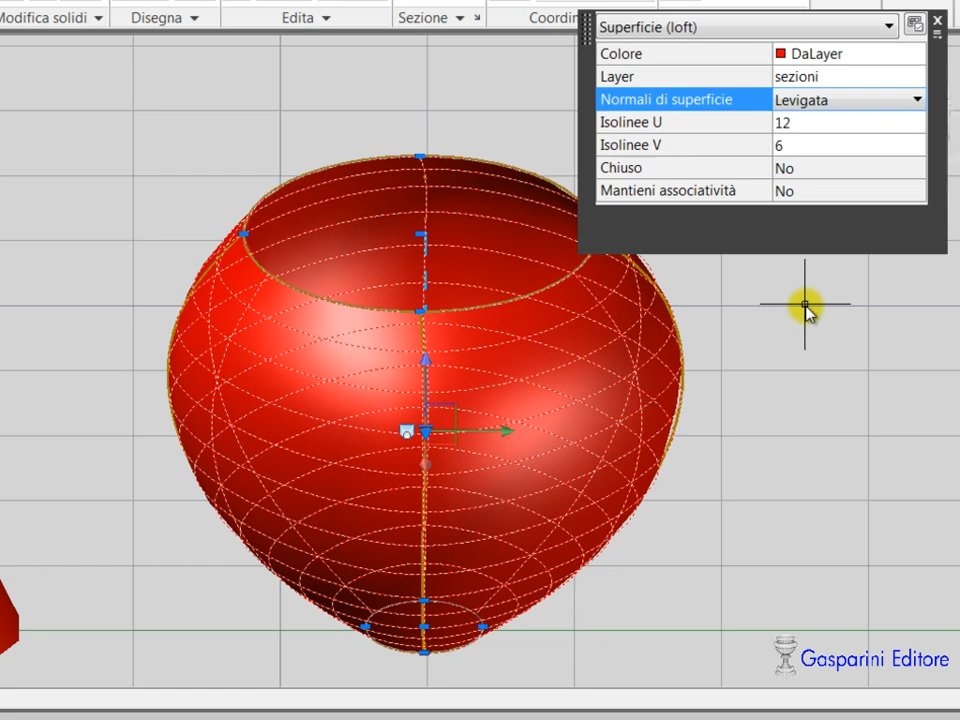 Modifica solidi
Disegna
Edita
Sezione
Coordin
Superficie (loft)
Colore DaLayer
Layer sezioni
Normali di superficie Levigata
Isolinee U 12
Isolinee V 6
Chiuso No
Mantieni associatività No
Gasparini Editore